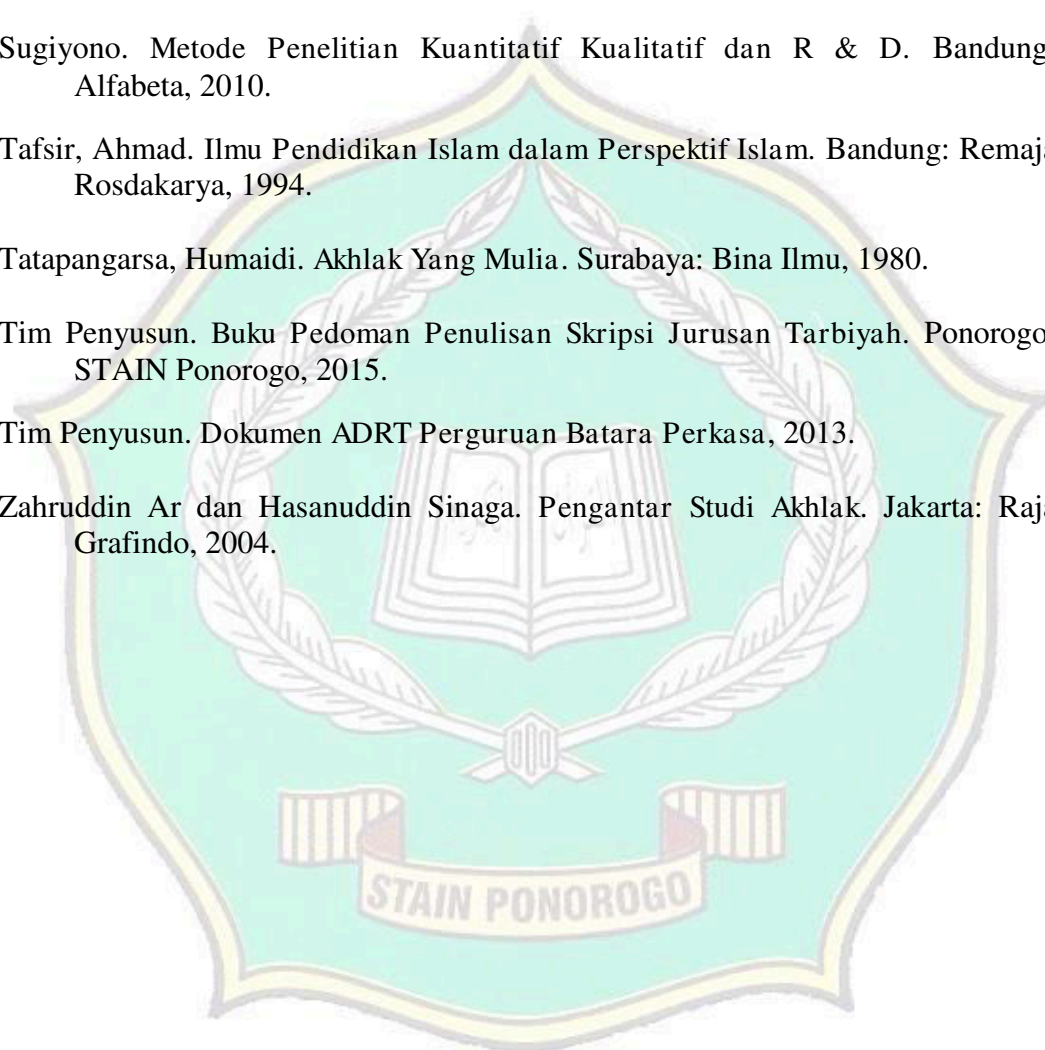 Sugiyono. Metode Penelitian Kuantitatif Kualitatif dan R & D. Bandung
Alfabeta, 2010.
Tafsir, Ahmad. Ilmu Pendidikan Islam dalam Perspektif Islam. Bandung: Remaja
Rosdakarya, 1994.
Tatapangarsa, Humaidi. Akhlak Yang Mulia. Surabaya: Bina Ilmu, 1980.
Tim Penyusun. Buku Pedoman Penulisan Skripsi Jurusan Tarbiyah. Ponorogo
STAIN Ponorogo, 2015.
Tim Penyusun. Dokumen ADRT Perguruan Batara Perkasa, 2013.
Zahruddin Ar dan Hasanuddin Sinaga. Pengantar Studi Akhlak. Jakarta: Raja
Grafindo, 2004.
STAIN PONOROGO